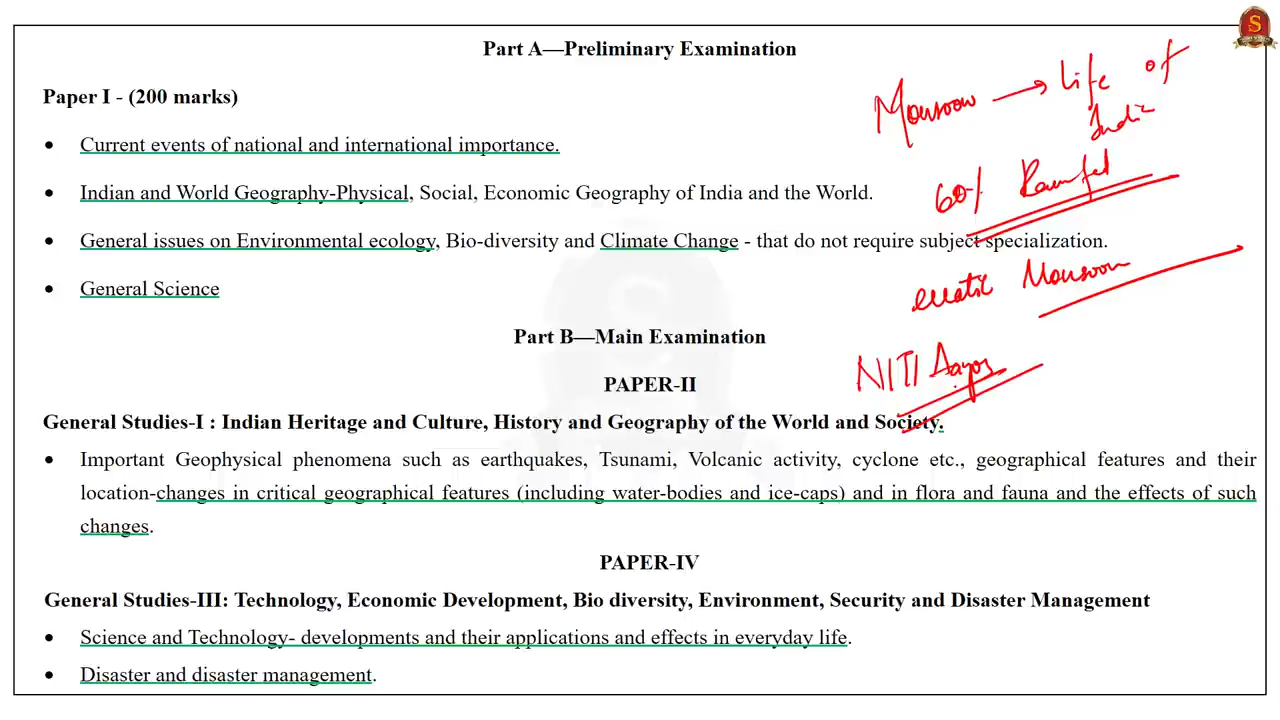 Part A—Preliminary Examination
Paper I - (200 marks)
• Current events of national and international importance.
• Indian and World Geography-Physical, Social, Economic Geography of India and the World.
• General issues on Environmental ecology, Bio-diversity and Climate Change - that do not require subject specialization.
• General Science
Part B—Main Examination
PAPER-II
General Studies-I : Indian Heritage and Culture, History and Geography of the World and Society.
• Important Geophysical phenomena such as earthquakes, Tsunami, Volcanic activity, cyclone etc., geographical features and their
location-changes in critical geographical features (including water-bodies and ice-caps) and in flora and fauna and the effects of such
changes.
PAPER-IV
General Studies-III: Technology, Economic Development, Bio diversity, Environment, Security and Disaster Management
• Science and Technology- developments and their applications and effects in everyday life.
• Disaster and disaster management.
Monsoon → Life of
India
60% Rainfed
erratic Monsoon
NITI Aayog
S